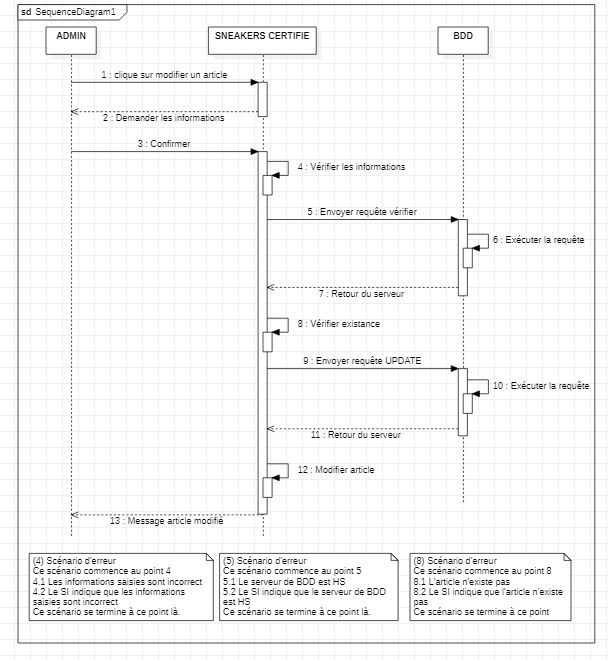 sd SequenceDiagram1
ADMIN
SNEAKERS CERTIFIE
BDD
1 : clique sur modifier un article
2 : Demander les informations
3 : Confirmer
4 : Vérifier les informations
5 : Envoyer requête vérifier
6 : Exécuter la requête
7 : Retour du serveur
8 : Vérifier existance
9 : Envoyer requête UPDATE
10 : Exécuter la requête
11 : Retour du serveur
12 : Modifier article
13 : Message article modifié
(4) Scénario d'erreur
Ce scénario commence au point 4
4.1 Les informations saisies sont incorrect
4.2 Le SI indique que les informations
saisies sont incorrect
Ce scénario se termine à ce point là.
(5) Scénario d'erreur
Ce scénario commence au point 5
5.1 Le serveur de BDD est HS
5.2 Le SI indique que le serveur de BDD
est HS
Ce scénario se termine à ce point là.
(8) Scénario d'erreur
Ce scénario commence au point 8
8.1 L'article n'existe pas
8.2 Le SI indique que l'article n'existe
pas
Ce scénario se termine à ce point